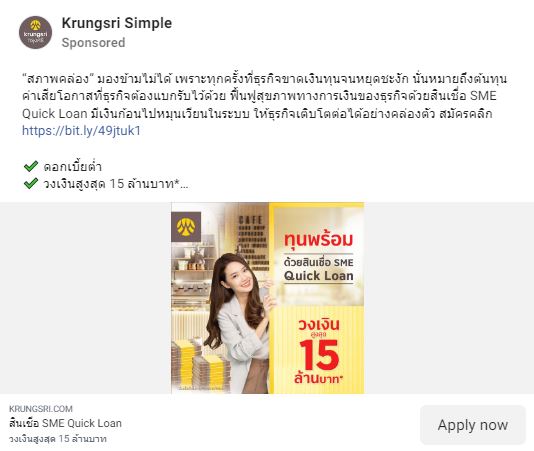 Krungsri Simple
Sponsored
krungsri
กรุงศรี
“สภาพคล่อง” มองข้ามไม่ได้ เพราะทุกครั้งที่ธุรกิจขาดเงินทุนจนหยุดชะงัก นั่นหมายถึงต้นทุน
ค่าเสียโอกาสที่ธุรกิจต้องแบกรับไว้ด้วย ฟื้นฟูสุขภาพทางการเงินของธุรกิจด้วยสินเชื่อ SME
Quick Loan มีเงินก้อนไปหมุนเวียนในระบบ ให้ธุรกิจเติบโตต่อได้อย่างคล่องตัว สมัครคลิก
https://bit.ly/49jtuk1
✔ ดอกเบี้ยต่ำ
✔ วงเงินสูงสุด 15 ล้านบาท*...
CAFE
ทุนพร้อม
ด้วยสินเชื่อ SME
Quick Loan
วงเงิน
สูงสุด
15
ล้านบาท*
KRUNGSRI.COM
สินเชื่อ SME Quick Loan
วงเงินสูงสุด 15 ล้านบาท
Apply now